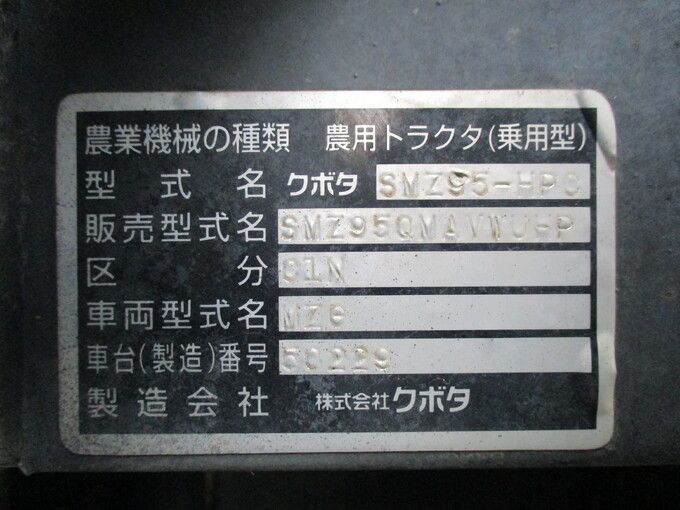 農業機械の種類 農用トラクタ(乗用型)
型式名 クボタ SMZ95-HPC
販売型式名 SMZ95QMAVWU-P
区分 C1N
車両型式名 MZ6
車台(製造)番号 50229
製造会社 株式会社クボタ